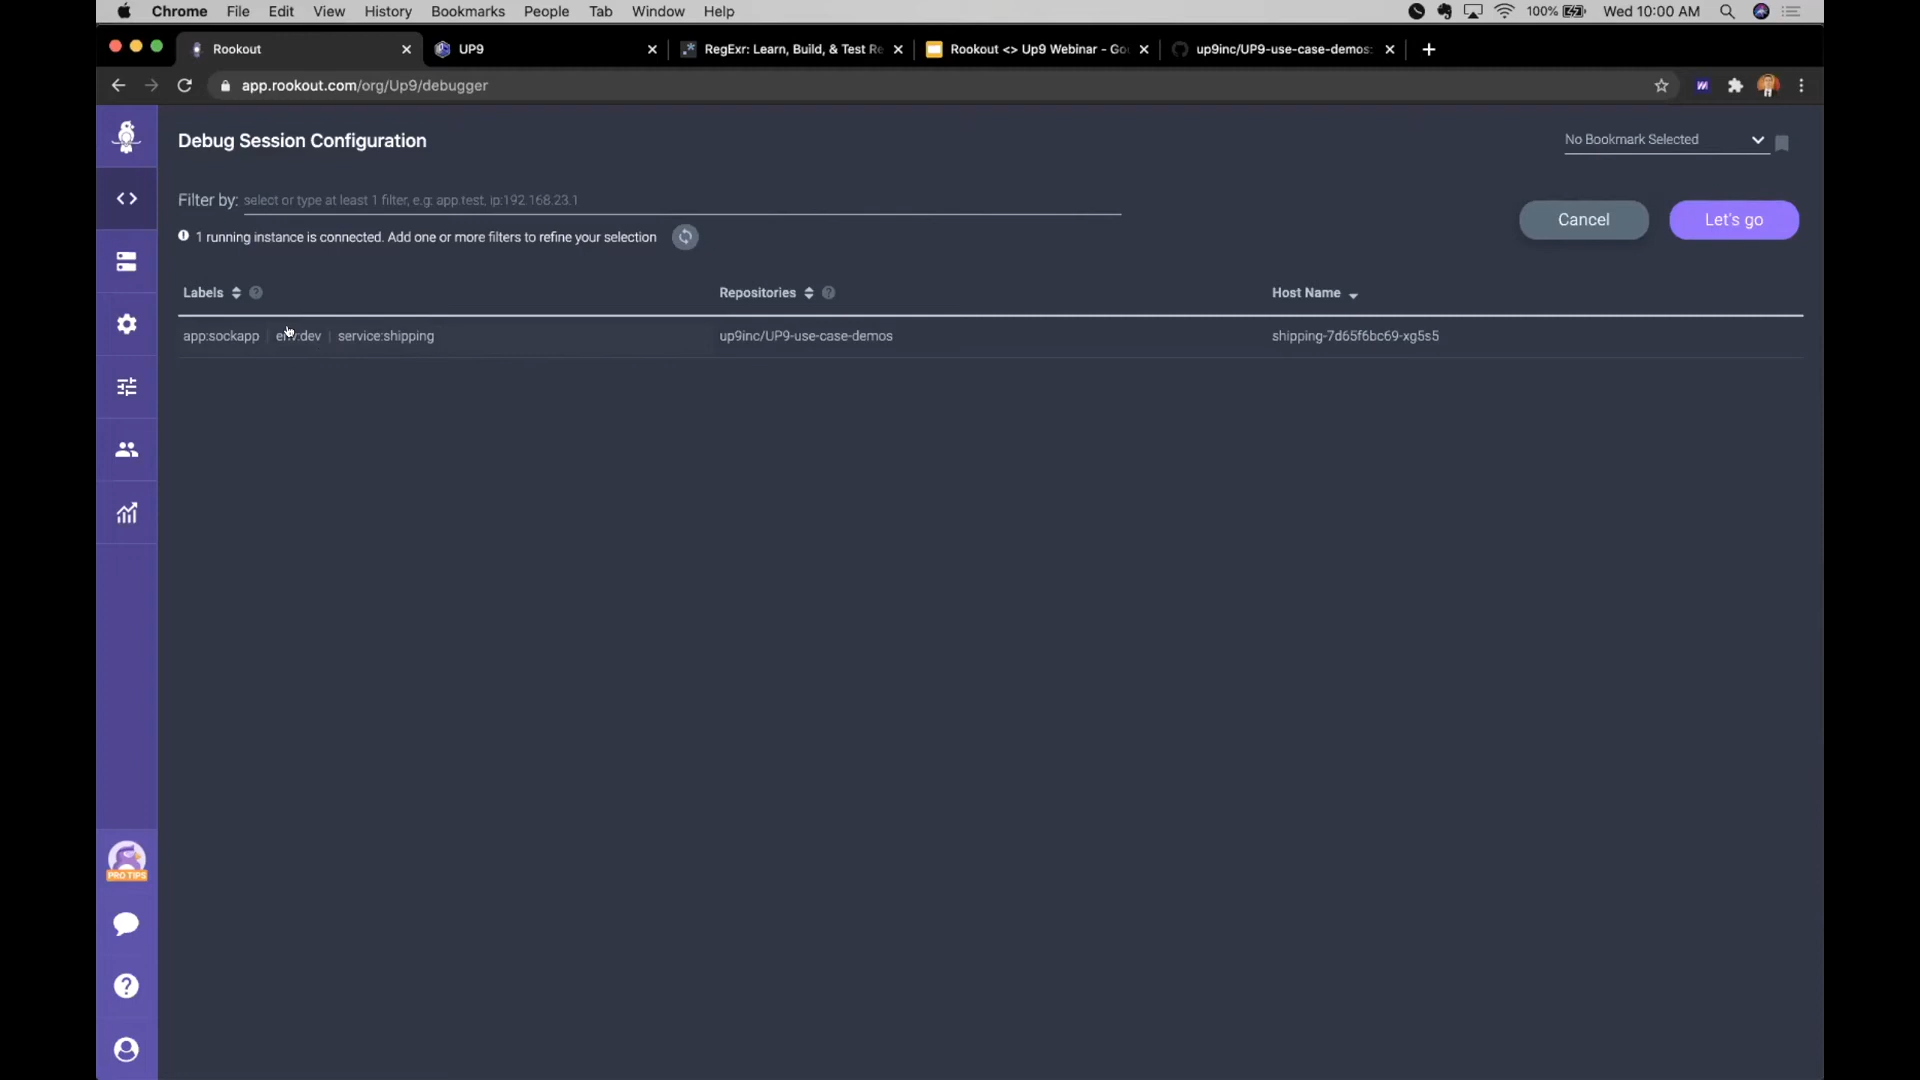 Chrome File Edit View History Bookmarks People Tab Window Help 100% Wed 10:00 AM
Rookout UP9 RegExr: Learn, Build, & Test Re Rookout <> Up9 Webinar - Go up9inc/UP9-use-case-demos:
app.rookout.com/org/Up9/debugger
Debug Session Configuration
No Bookmark Selected
Filter by: select or type at least 1 filter, e.g: app:test, ip:192.168.23.1
Cancel Let's go
1 running instance is connected. Add one or more filters to refine your selection
Labels Repositories Host Name
app:sockapp | env:dev | service:shipping up9inc/UP9-use-case-demos shipping-7d65f6bc69-xg5s5
PRO TIPS